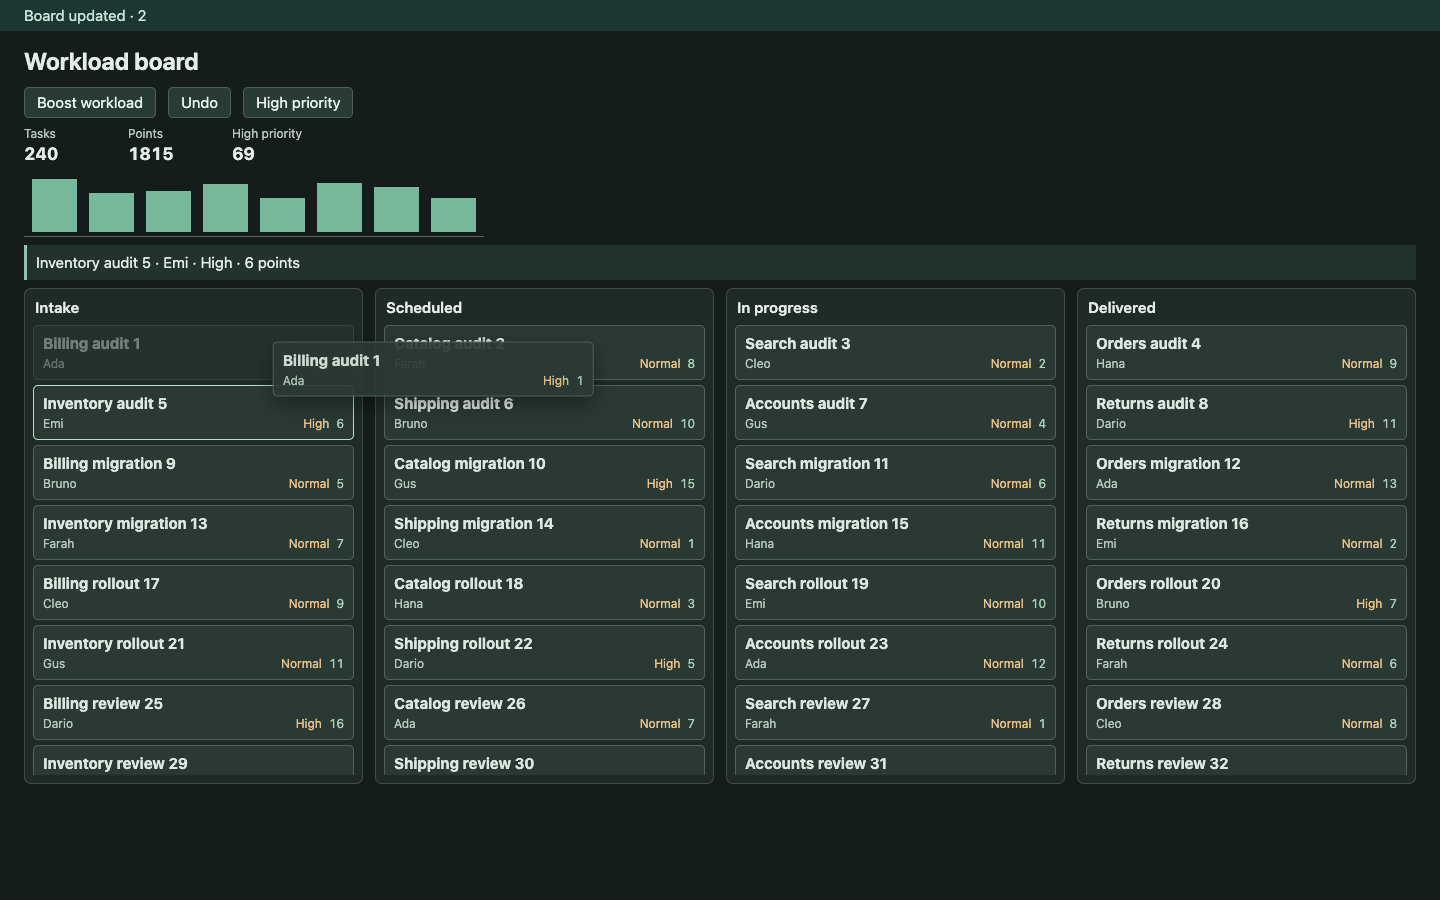 Board updated · 2
Workload board
Boost workload
Undo
High priority
Tasks
Points
High priority
240
1815
69
Inventory audit 5 · Emi · High · 6 points
Intake
Billing audit 1
Ada
Inventory audit 5
Emi
High 6
Billing migration 9
Bruno
Normal 5
Inventory migration 13
Farah
Normal 7
Billing rollout 17
Cleo
Normal 9
Inventory rollout 21
Gus
Normal 11
Billing review 25
Dario
High 16
Inventory review 29
Billing audit 1
Ada
High 1
Scheduled
Catalog audit 2
Farah
Normal 8
Shipping audit 6
Bruno
Normal 10
Catalog migration 10
Gus
High 15
Shipping migration 14
Cleo
Normal 1
Catalog rollout 18
Hana
Normal 3
Shipping rollout 22
Dario
High 5
Catalog review 26
Ada
Normal 7
Shipping review 30
In progress
Search audit 3
Cleo
Normal 2
Accounts audit 7
Gus
Normal 4
Search migration 11
Dario
Normal 6
Accounts migration 15
Hana
Normal 11
Search rollout 19
Emi
Normal 10
Accounts rollout 23
Ada
Normal 12
Search review 27
Farah
Normal 1
Accounts review 31
Delivered
Orders audit 4
Hana
Normal 9
Returns audit 8
Dario
High 11
Orders migration 12
Ada
Normal 13
Returns migration 16
Emi
Normal 2
Orders rollout 20
Bruno
High 7
Returns rollout 24
Farah
Normal 6
Orders review 28
Cleo
Normal 8
Returns review 32